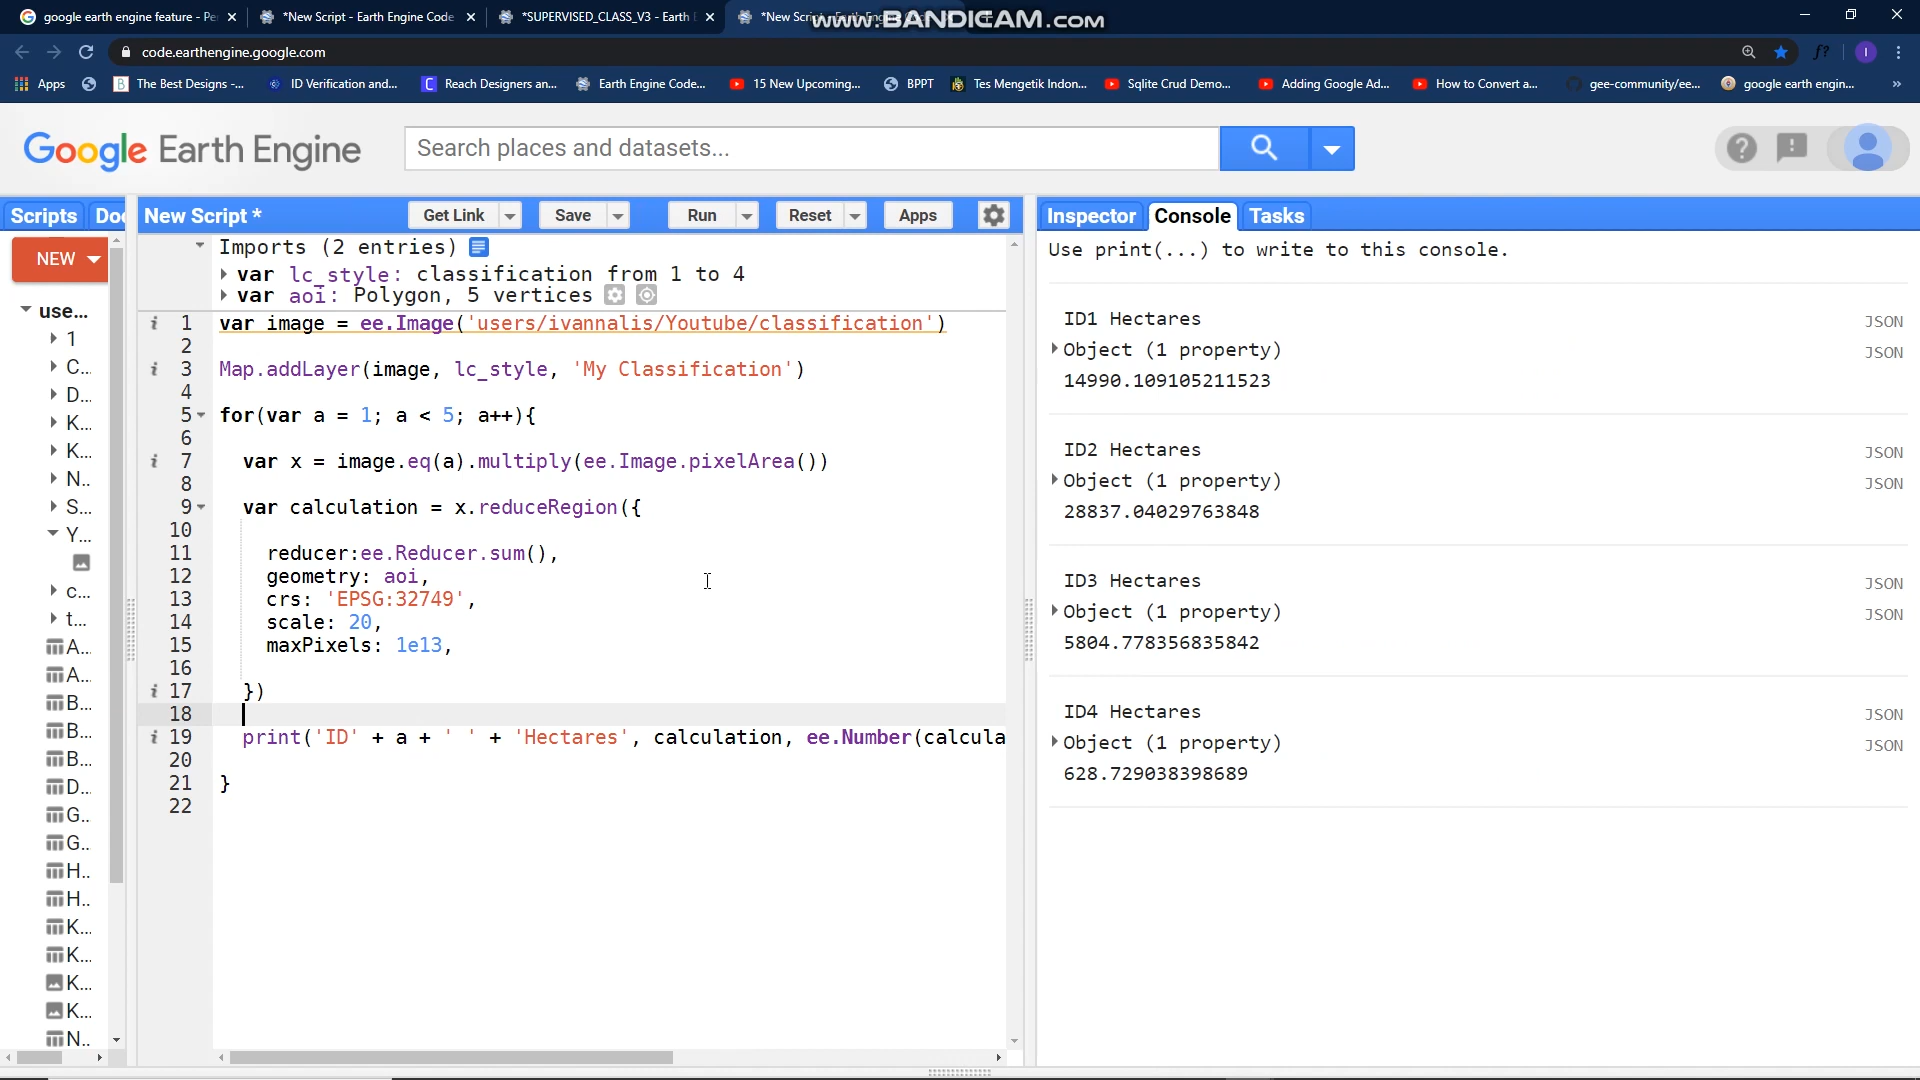 google earth engine feature - Pe
*New Script - Earth Engine Code
*SUPERVISED_CLASS_V3 - Earth E
*New Scri
www.BANDICAM.com
code.earthengine.google.com
Apps
The Best Designs -...
ID Verification and...
Reach Designers an...
Earth Engine Code...
15 New Upcoming...
BPPT
Tes Mengetik Indon...
Sqlite Crud Demo...
Adding Google Ad...
How to Convert a...
gee-community/ee...
google earth engin...
»
Google Earth Engine
Search places and datasets...
Scripts
Doc
New Script *
Get Link
Save
Run
Reset
Apps
Inspector
Console
Tasks
NEW
use...
1
C...
D...
K...
K...
N..
S...
Y...
c...
t...
A..
A..
B..
B..
B..
D..
G..
G..
H..
H..
K...
K...
K...
K...
N..
Imports (2 entries)
var lc_style: classification from 1 to 4
var aoi: Polygon, 5 vertices
1 var image = ee.Image('users/ivannalis/Youtube/classification')
2
3 Map.addLayer(image, lc_style, 'My Classification')
4
5 for(var a = 1; a < 5; a++){
6
7 var x = image.eq(a).multiply(ee.Image.pixelArea())
8
9 var calculation = x.reduceRegion({
10
11 reducer:ee.Reducer.sum(),
12 geometry: aoi,
13 crs: 'EPSG:32749',
14 scale: 20,
15 maxPixels: 1e13,
16
17 })
18
19 print('ID' + a + ' ' + 'Hectares', calculation, ee.Number(calcula
20
21 }
22
Use print(...) to write to this console.
ID1 Hectares JSON
Object (1 property) JSON
14990.109105211523
ID2 Hectares JSON
Object (1 property) JSON
28837.04029763848
ID3 Hectares JSON
Object (1 property) JSON
5804.778356835842
ID4 Hectares JSON
Object (1 property) JSON
628.729038398689